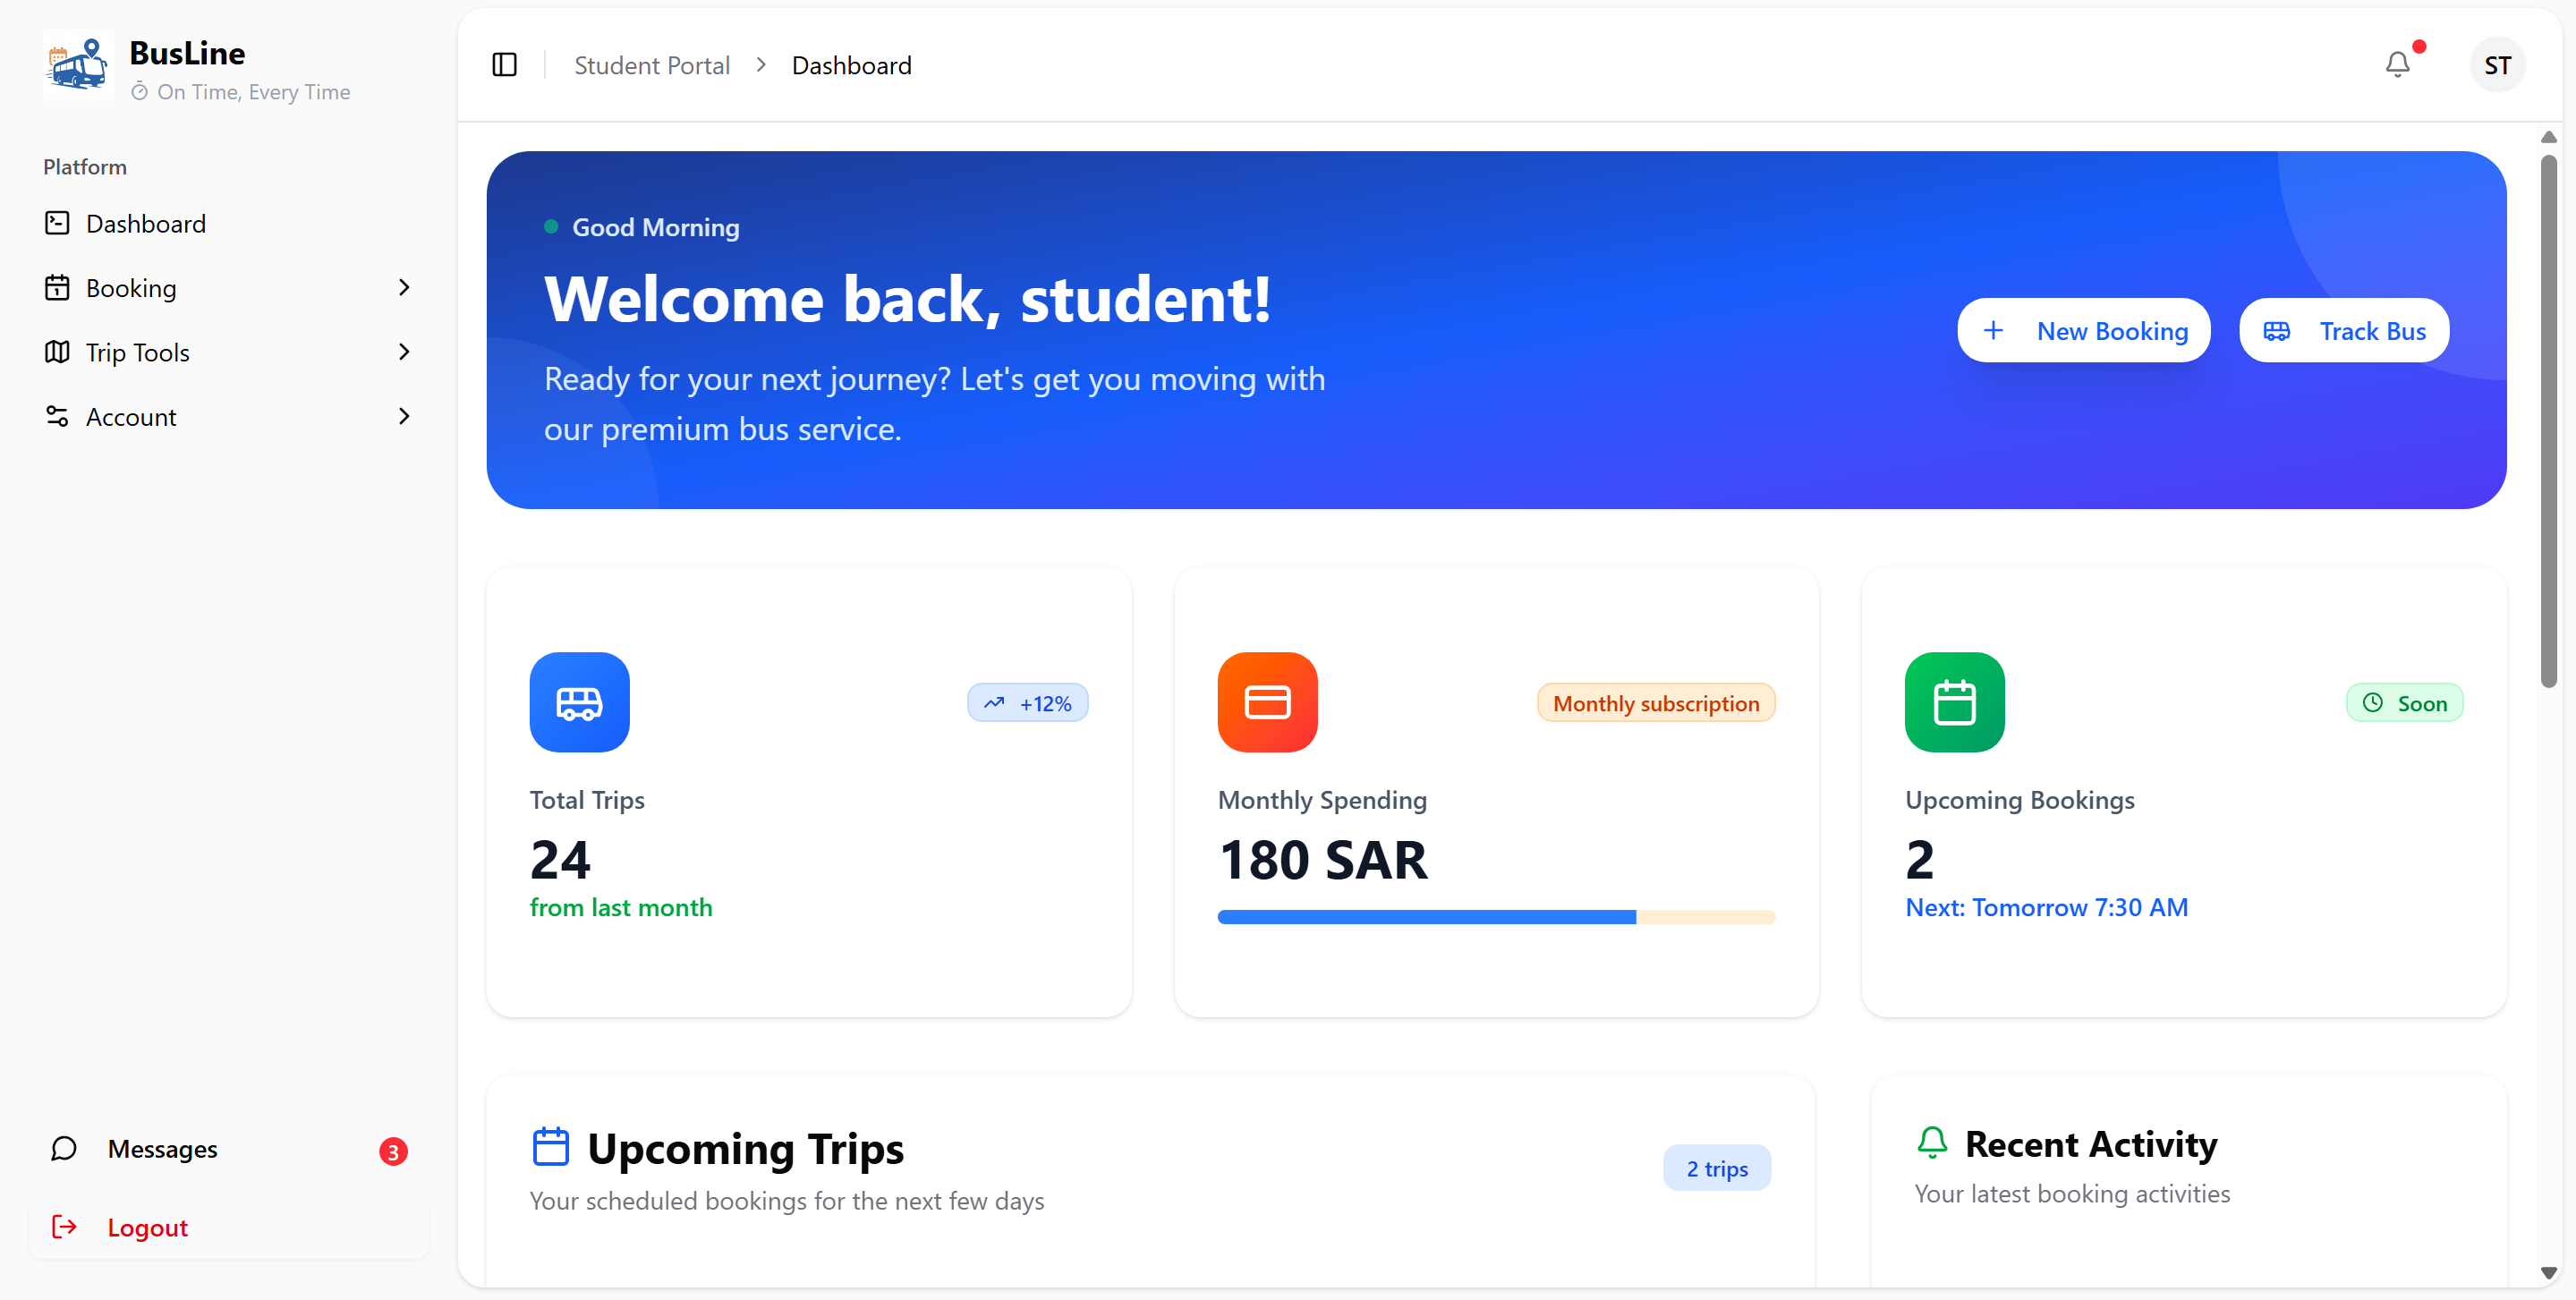 BusLine
On Time, Every Time
Platform
Dashboard
Booking
Trip Tools
Account
Messages
3
Logout
Student Portal
Dashboard
ST
Good Morning
Welcome back, student!
Ready for your next journey? Let's get you moving with
our premium bus service.
New Booking
Track Bus
+12%
Total Trips
24
from last month
Monthly subscription
Monthly Spending
180 SAR
Soon
Upcoming Bookings
2
Next: Tomorrow 7:30 AM
Upcoming Trips
Your scheduled bookings for the next few days
2 trips
Recent Activity
Your latest booking activities